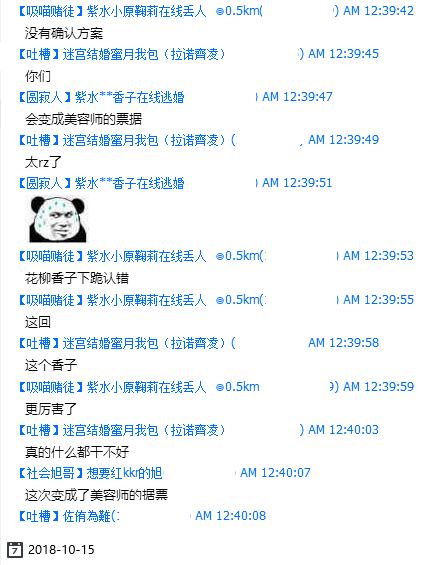 【吸喵赌徒】紫水小原鞠莉在线丢人 @0.5km( ) AM 12:39:42
没有确认方案
【吐槽】迷宫结婚蜜月我包（拉诺齊凌） ) AM 12:39:45
你们
【圆寂人】紫水**香子在线逃婚 ) AM 12:39:47
会变成美容师的票据
【吐槽】迷宫结婚蜜月我包（拉诺齊凌）( AM 12:39:49
太rz了
【圆寂人】紫水**香子在线逃婚 ) AM 12:39:51
【吸喵赌徒】紫水小原鞠莉在线丢人 @0.5km( ) AM 12:39:53
花柳香子下跪认错
【吸喵赌徒】紫水小原鞠莉在线丢人 @0.5km( ) AM 12:39:55
这回
【吐槽】迷宫结婚蜜月我包（拉诺齊凌）( AM 12:39:58
这个香子
【吸喵赌徒】紫水小原鞠莉在线丢人 @0.5km 9) AM 12:39:59
更厉害了
【吐槽】迷宫结婚蜜月我包（拉诺齊凌） ) AM 12:40:03
真的什么都干不好
【社会旭哥】想要红kkr的旭 ) AM 12:40:07
这次变成了美容师的根票
【吐槽】佐侑為難( ) AM 12:40:08
7 2018-10-15